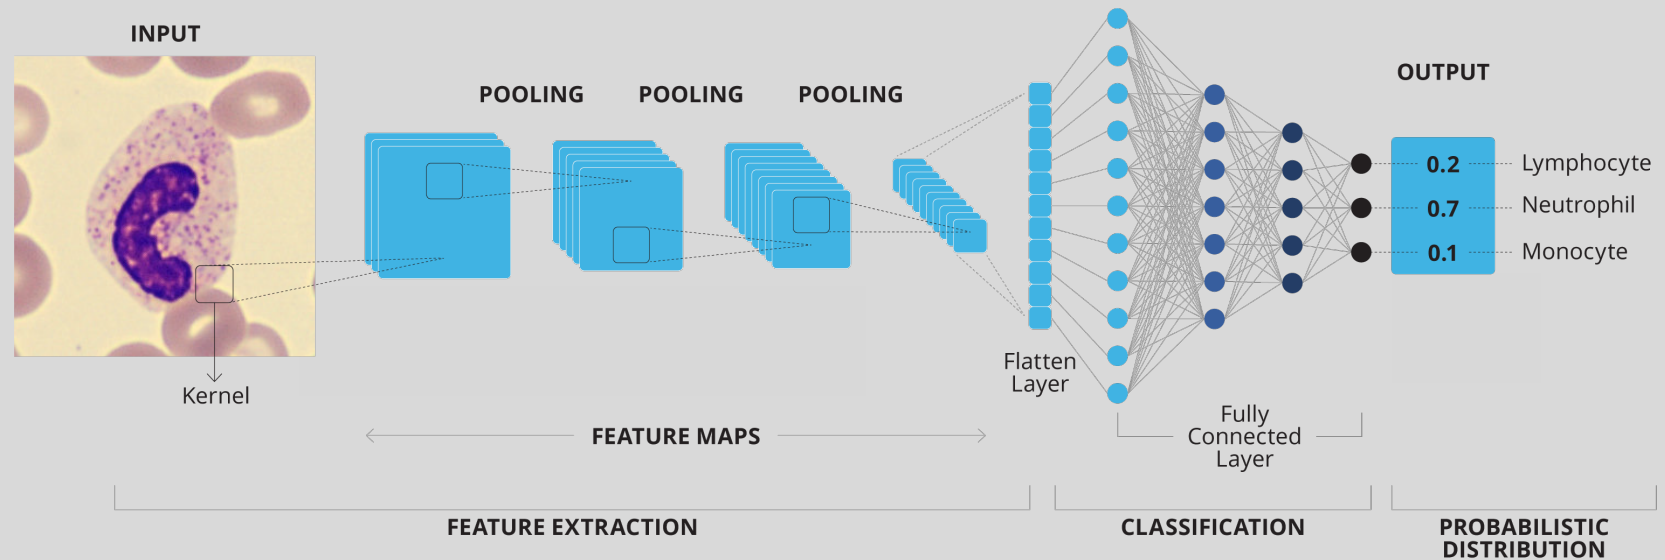 INPUT
POOLING
POOLING
POOLING
OUTPUT
0.2
Lymphocyte
0.7
Neutrophil
0.1
Monocyte
Kernel
Flatten
Layer
FEATURE MAPS
Fully
Connected
Layer
FEATURE EXTRACTION
CLASSIFICATION
PROBABILISTIC
DISTRIBUTION